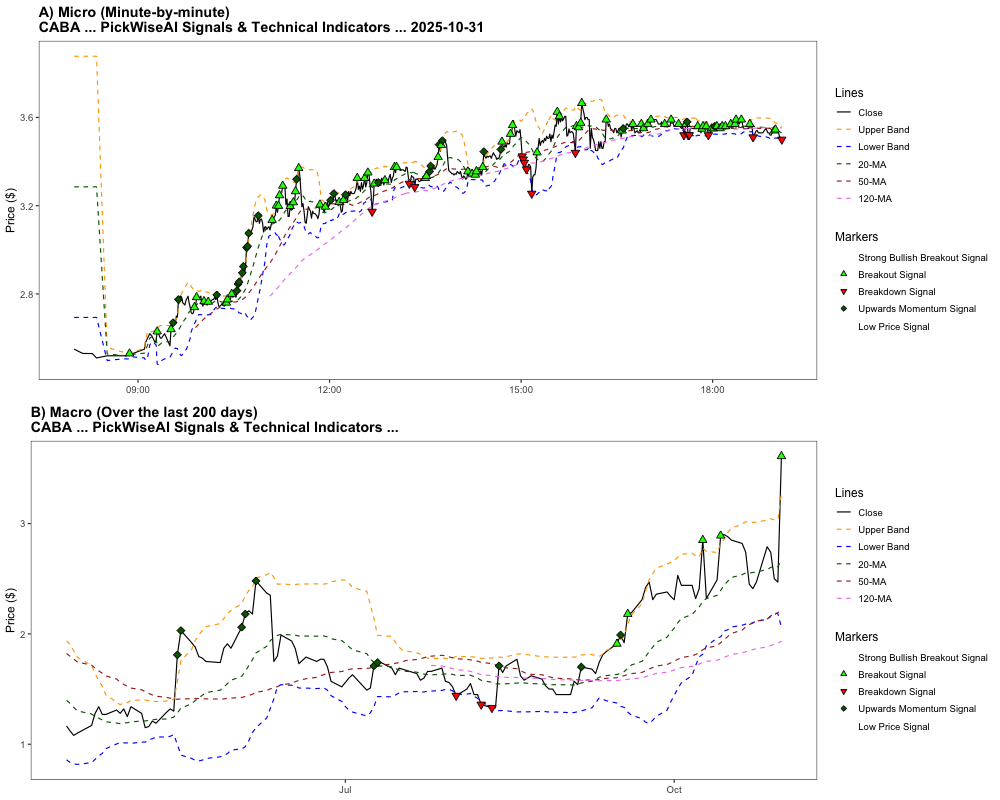 A) Micro (Minute-by-minute)
CABA ... PickWiseAI Signals & Technical Indicators ... 2025-10-31
Price ($)
3.6
3.2
2.8
09:00
12:00
15:00
18:00
Lines
Close
Upper Band
Lower Band
20-MA
50-MA
120-MA
Markers
Strong Bullish Breakout Signal
Breakout Signal
Breakdown Signal
Upwards Momentum Signal
Low Price Signal
B) Macro (Over the last 200 days)
CABA ... PickWiseAI Signals & Technical Indicators ...
Price ($)
3
2
1
Jul
Oct
Lines
Close
Upper Band
Lower Band
20-MA
50-MA
120-MA
Markers
Strong Bullish Breakout Signal
Breakout Signal
Breakdown Signal
Upwards Momentum Signal
Low Price Signal